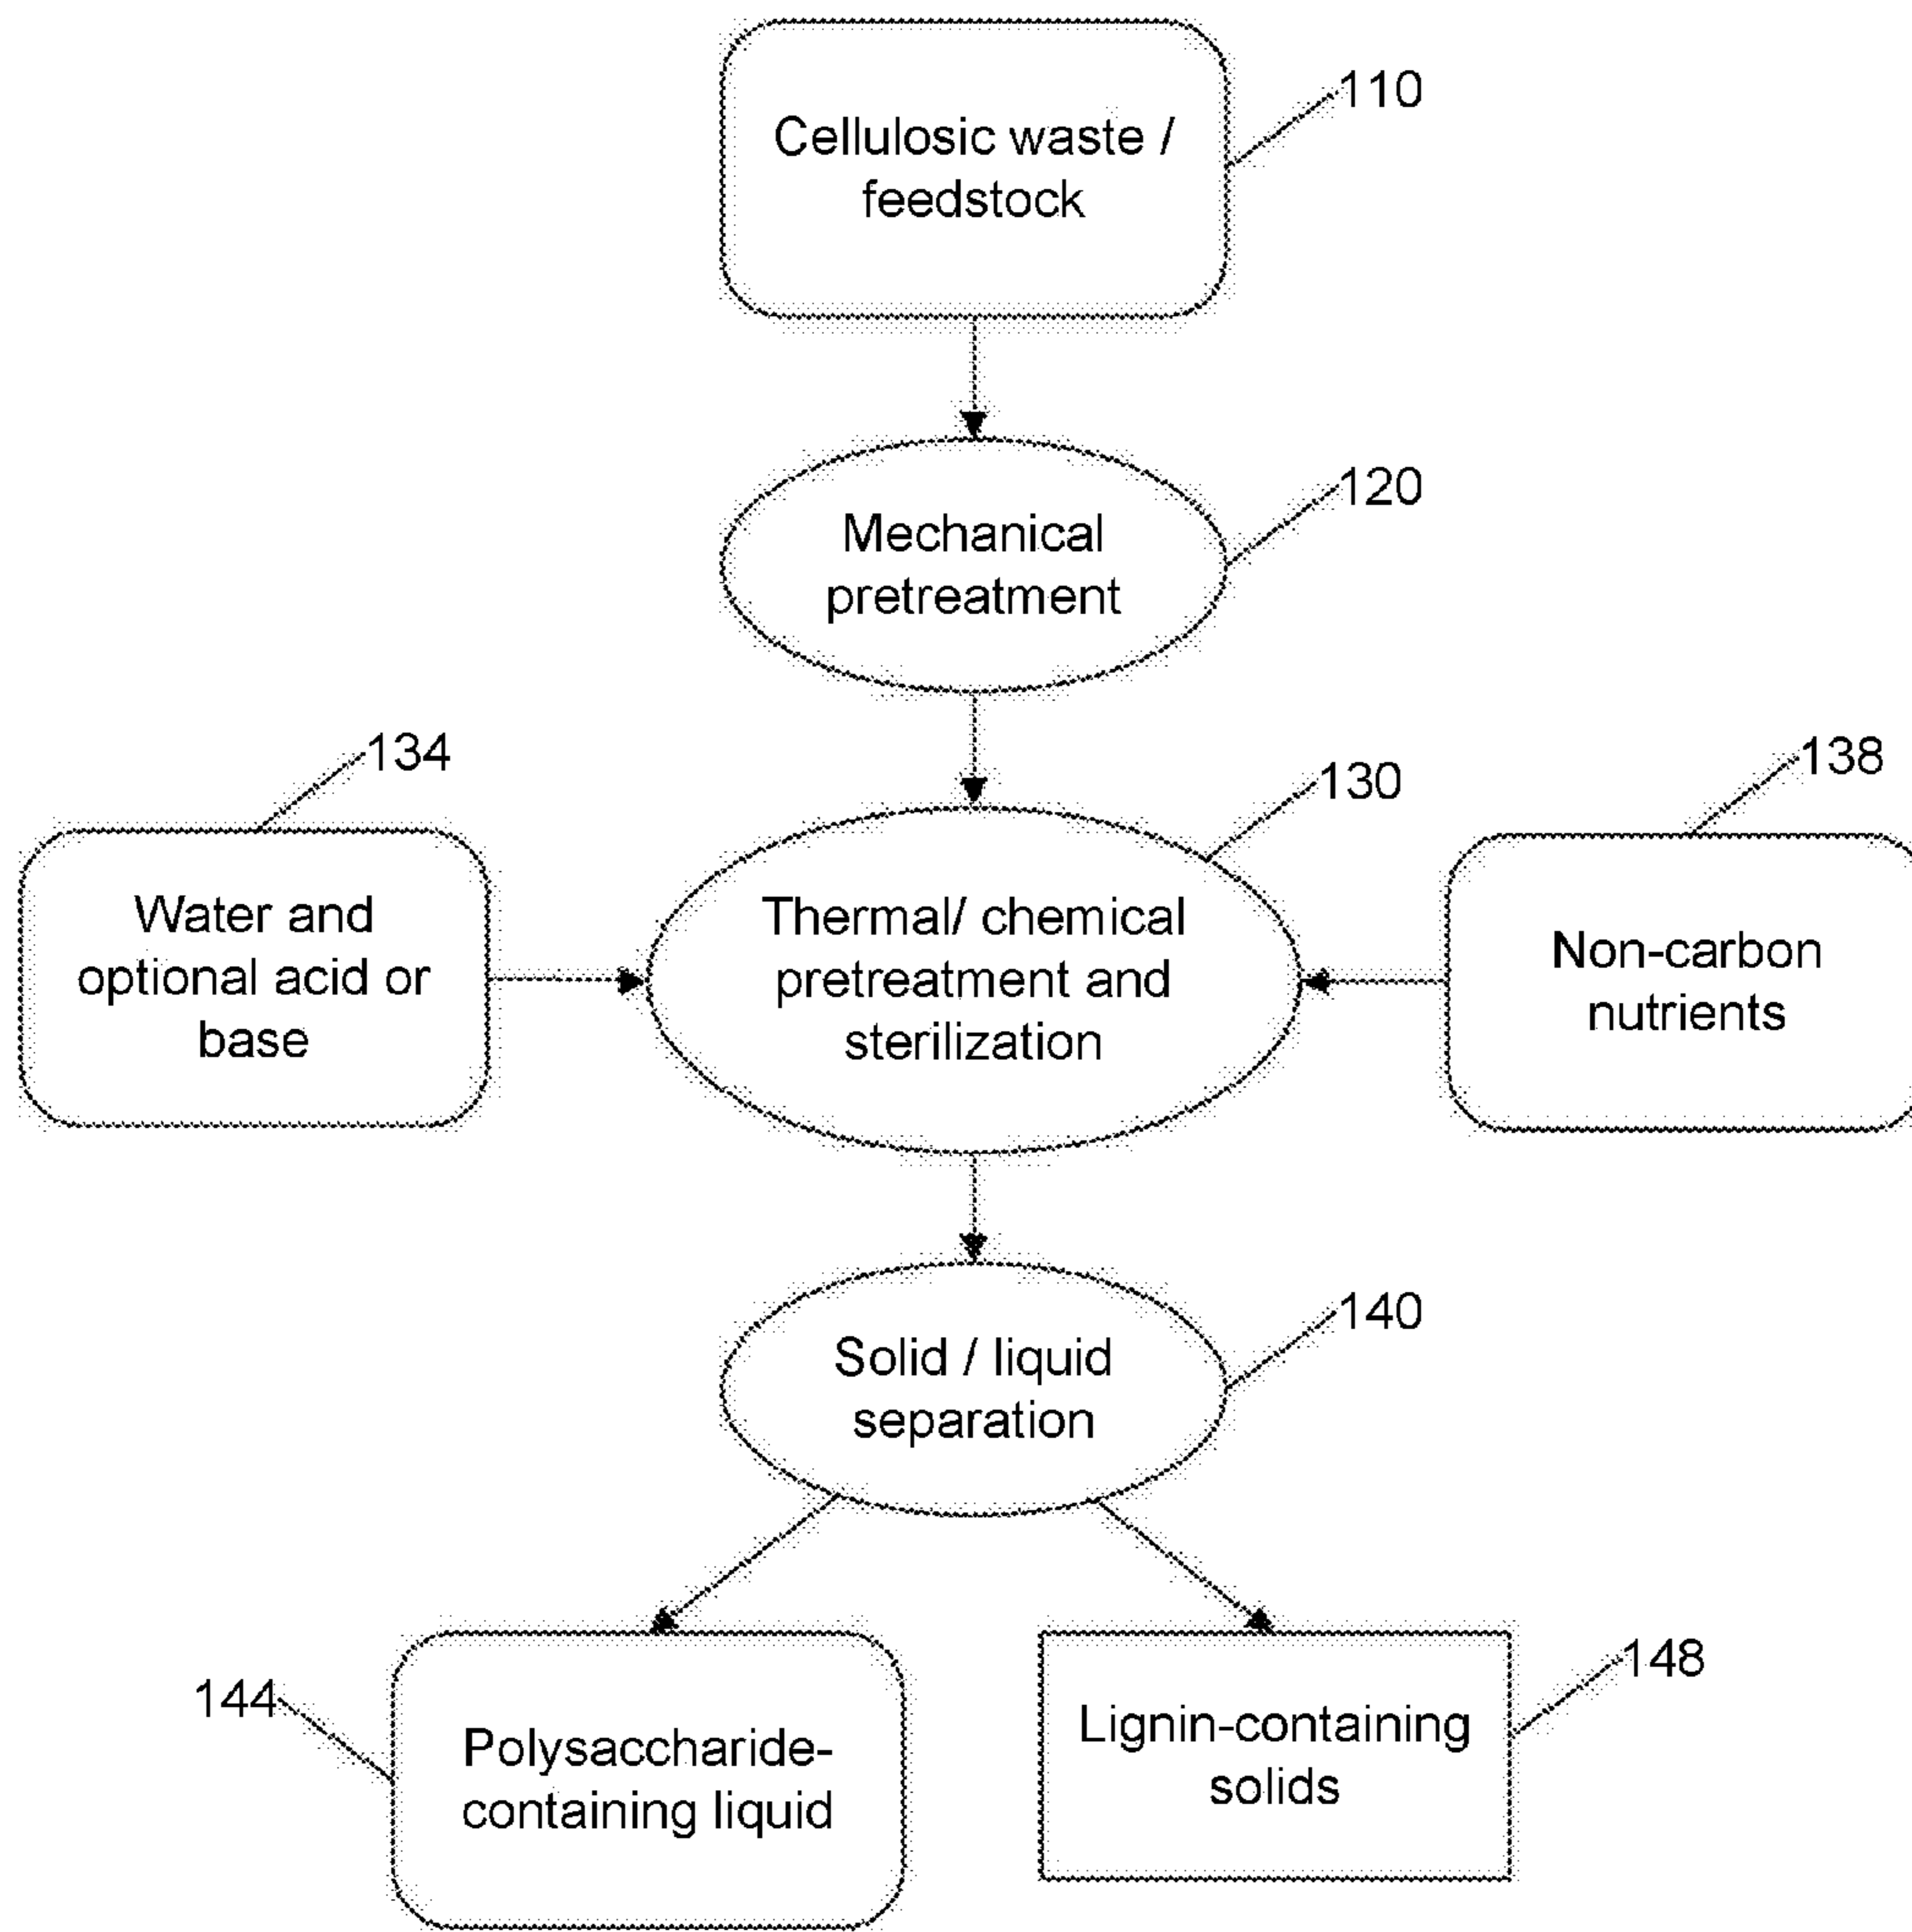 Cellulosic waste /
feedstock
110
Mechanical
pretreatment
120
134
130
138
Water and
optional acid or
base
Thermal/ chemical
pretreatment and
sterilization
Non-carbon
nutrients
Solid / liquid
separation
140
144
Polysaccharide-
containing liquid
Lignin-containing
solids
148